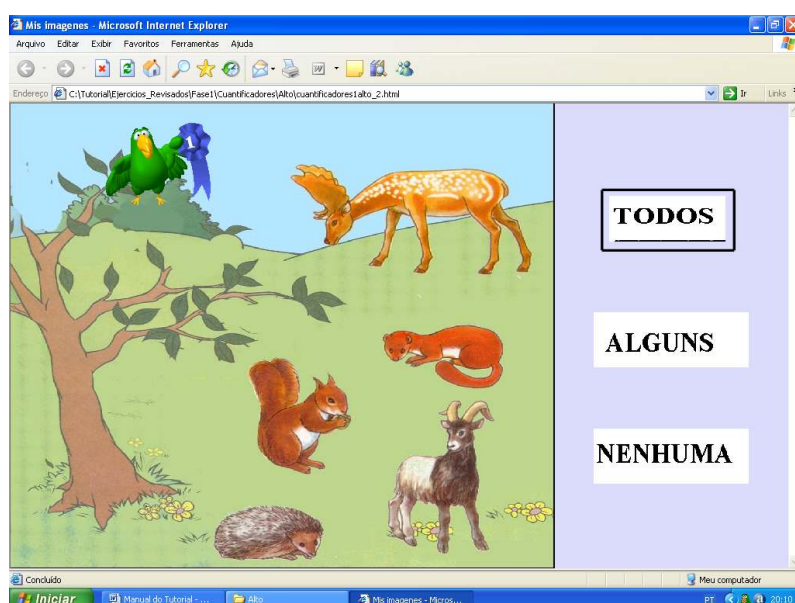 Mis imagenes - Microsoft Internet Explorer
Arquivo Editar Exibir Favoritos Ferramentas Ajuda
Endereço C:\Tutorial\Ejercicios_Revisados\Fase1\Cuantificadores\Alto\cuantificadores1alto_2.html Ir Links
1
TODOS
ALGUNS
NENHUMA
Concluído Meu computador
Iniciar Manual do Tutorial - ... Alto Mis imagenes - Micros... PT 20:10